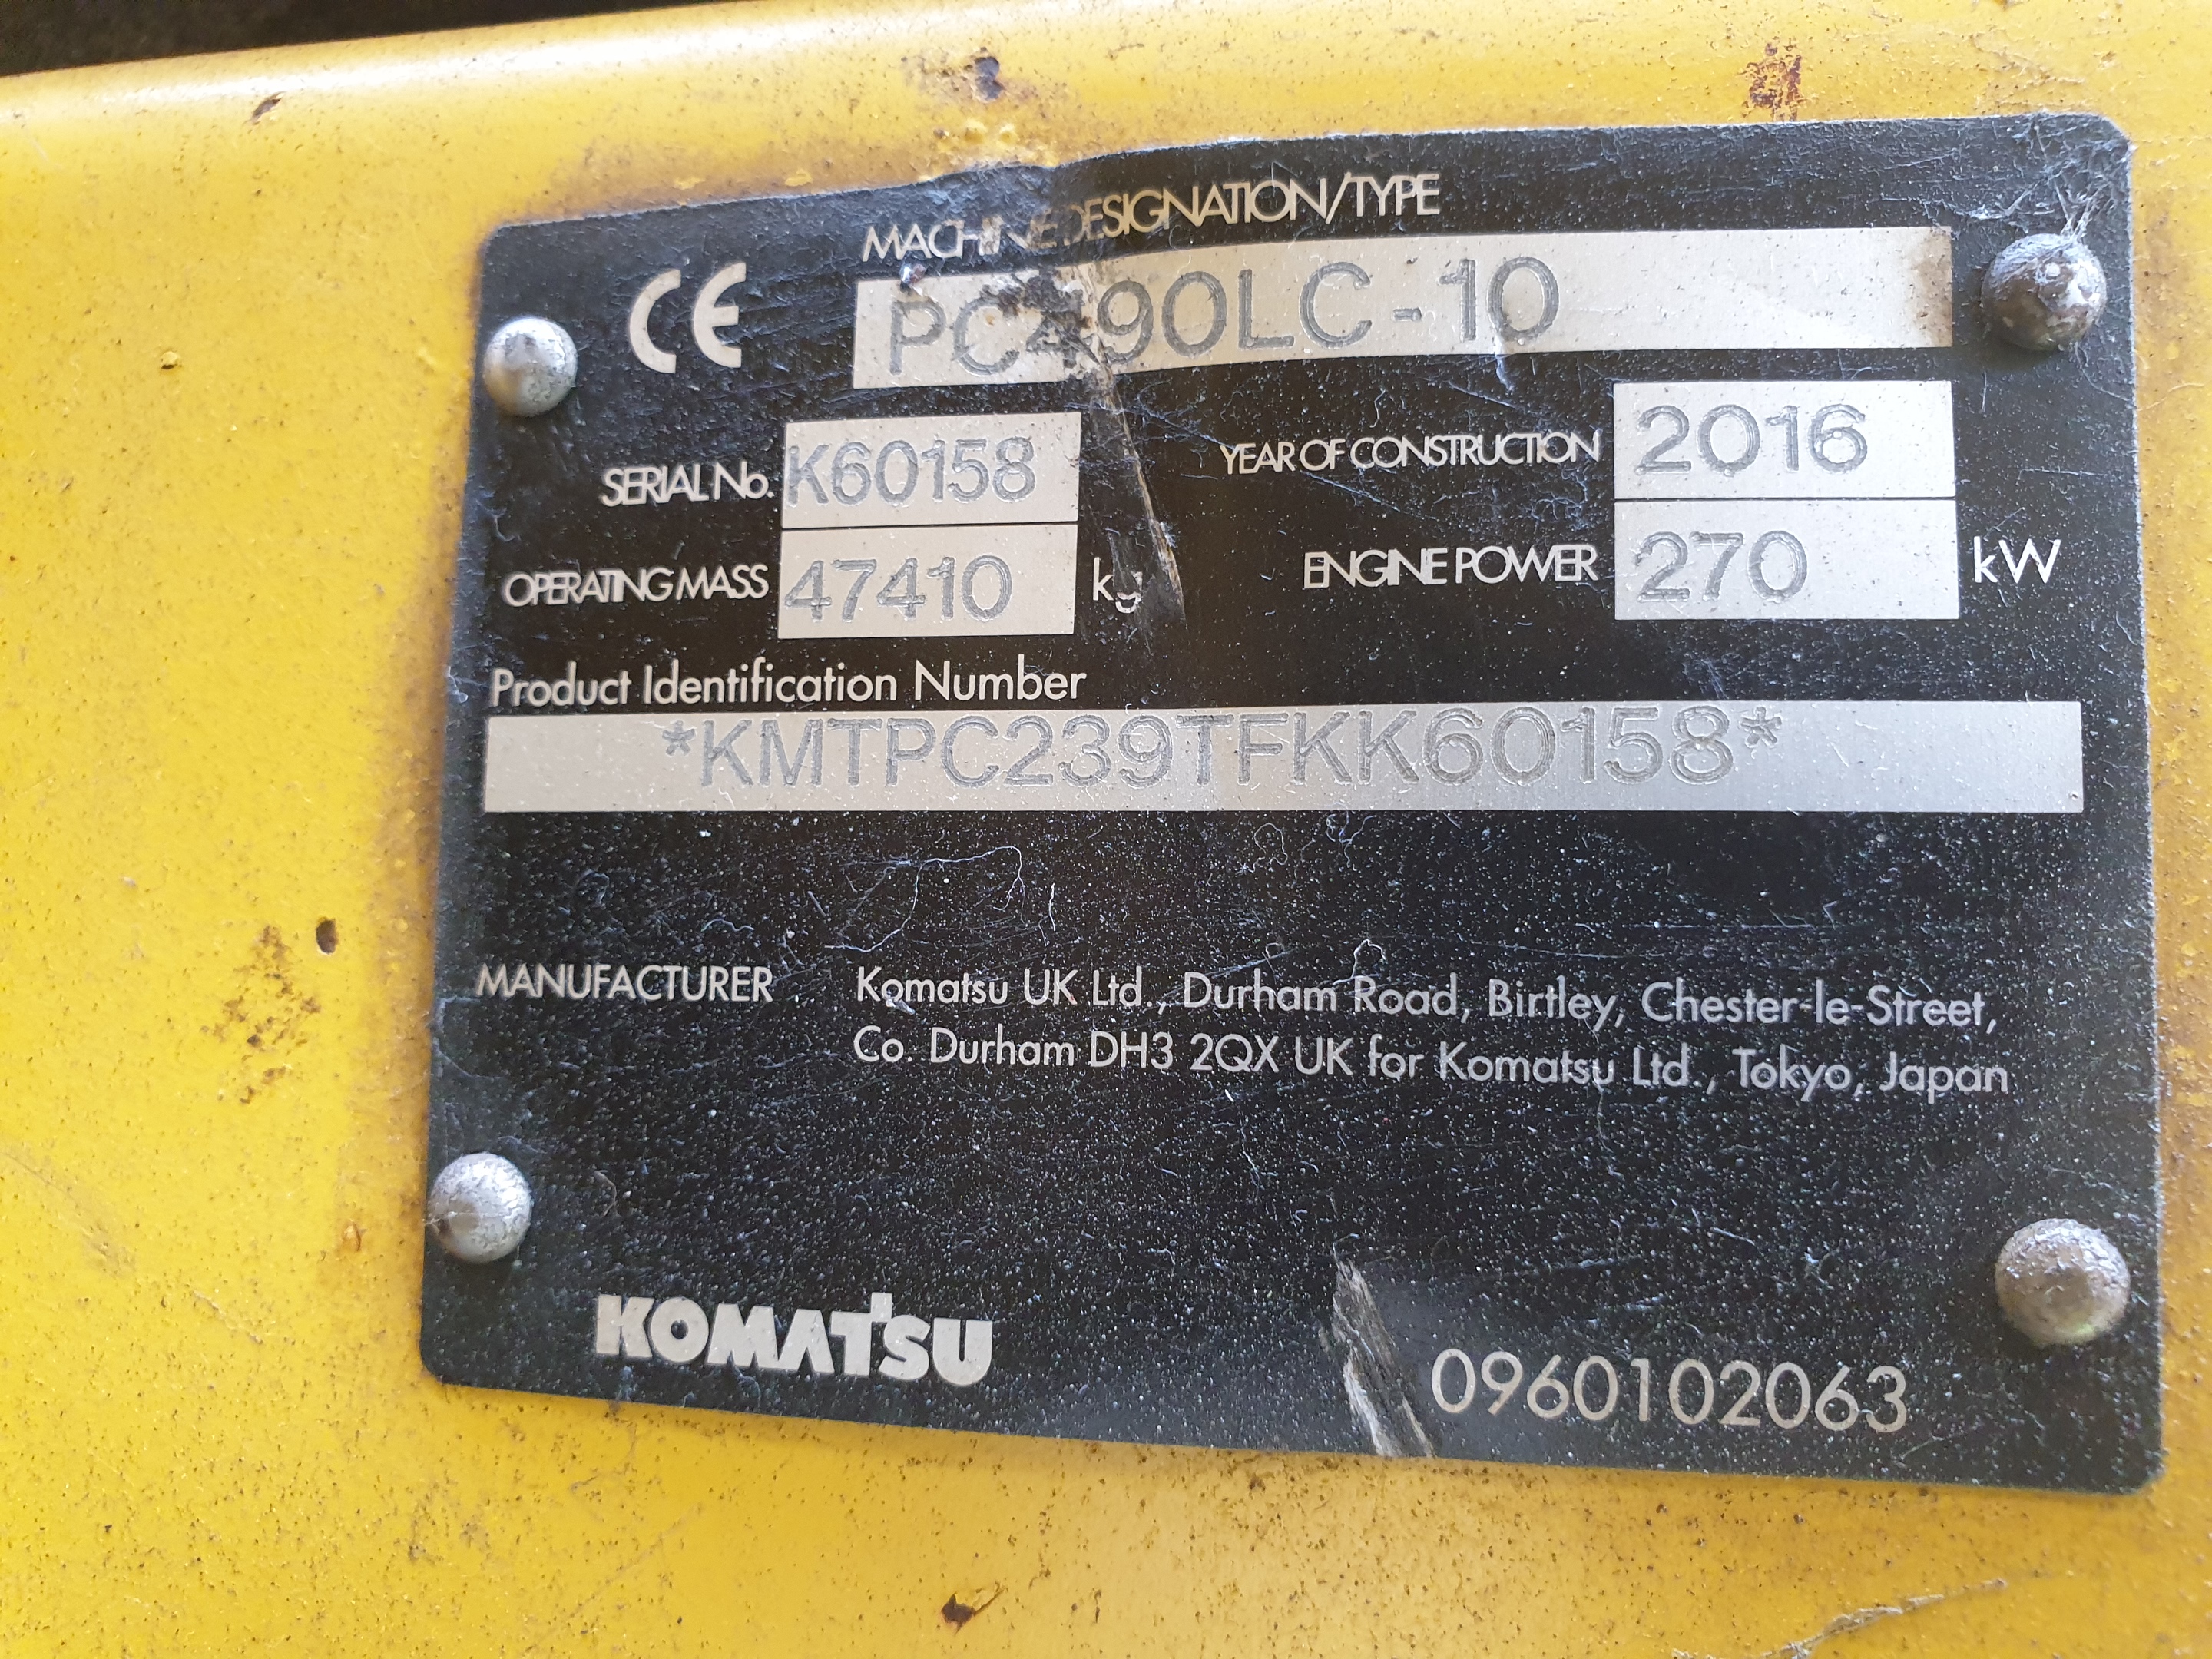 CE
MACHINE DESIGNATION/TYPE
PC490LC-10
SERIAL No. K60158
YEAR OF CONSTRUCTION 2016
OPERATING MASS 47410 kg
ENGINE POWER 270 kW
Product Identification Number
*KMTPC239TFKK60158*
MANUFACTURER Komatsu UK Ltd., Durham Road, Birtley, Chester-le-Street,
Co. Durham DH3 2QX UK for Komatsu Ltd., Tokyo, Japan
KOMATSU
0960102063